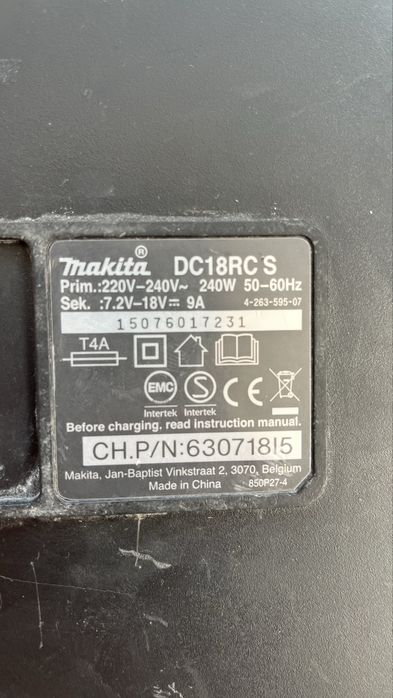 makita® DC18RC S
Prim.:220V-240V~ 240W 50-60Hz
Sek. :7.2V-18V⎓ 9A 4-263-595-07
15076017231
T4A
EMC S CE
Intertek Intertek
Before charging. read instruction manual.
CH.P/N:630718I5
Makita, Jan-Baptist Vinkstraat 2, 3070, Belgium
Made in China 850P27-4